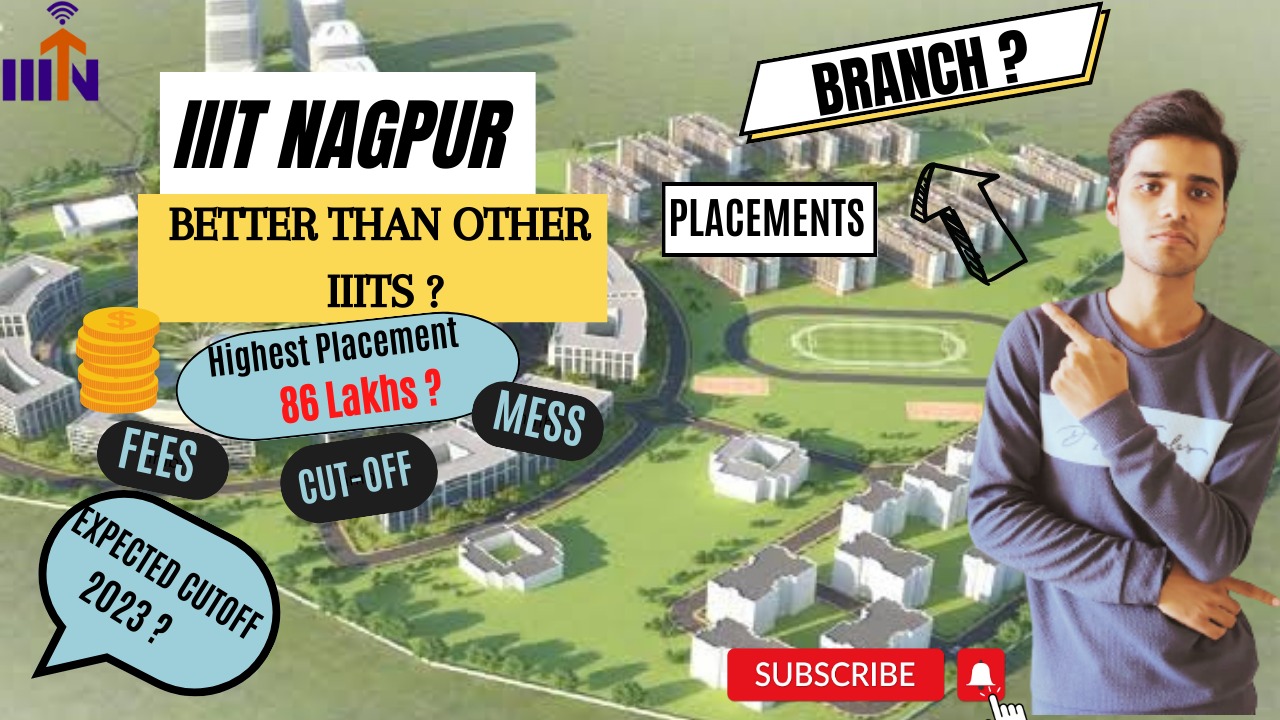 IIITN
IIIT NAGPUR
BETTER THAN OTHER
IIITS ?
BRANCH ?
PLACEMENTS
$
Highest Placement
86 Lakhs ?
MESS
FEES
CUT-OFF
EXPECTED CUTOFF
2023 ?
SUBSCRIBE